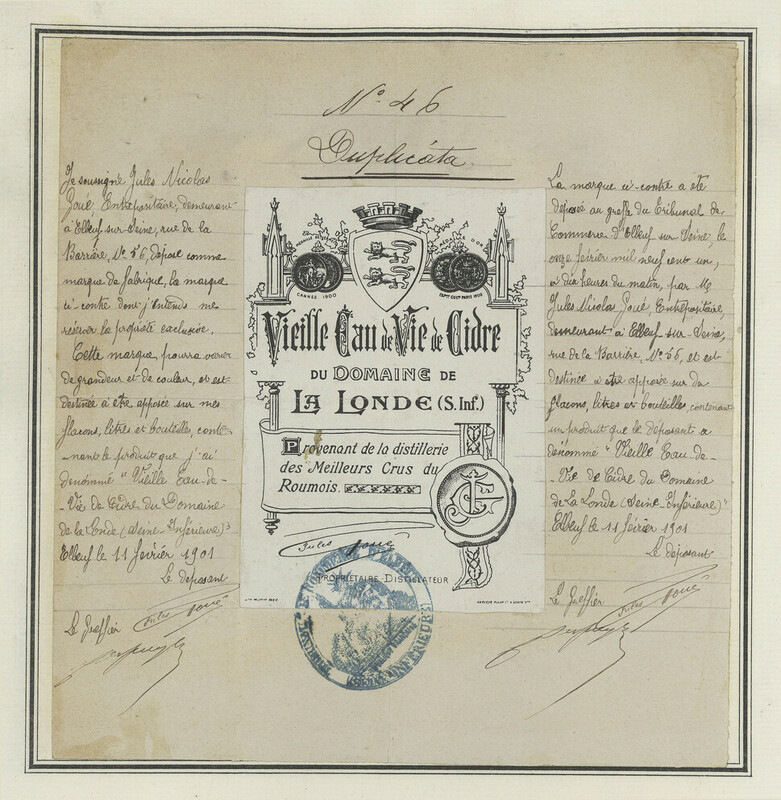 N° 46
Duplicata
Je soussigné Jules Nicolas
Joué, Entrepositaire, demeurant
à Elbeuf-sur-Seine, rue de la
Barrière, N° 56, dépose comme
marque de fabrique, la marque
ci-contre dont j'entends me
réserver la propriété exclusive.
Cette marque, pourra varier
de grandeur et de couleur, et est
destinée à être apposée sur mes
flacons, litres et bouteilles, conte-
nant le produit que j'ai
dénommé "Vieille Eau-de-
Vie de Cidre du Domaine
de la Londe (Seine-Inférieure)"
Elbeuf le 11 février 1901
Le déposant
Jules Joué
Le Greffier
CANNES 1900
Vieille Eau de Vie de Cidre
DU DOMAINE DE
LA LONDE (S. Inf.)
Provenant de la distillerie
des Meilleurs Crus du
Roumois.
Jules Joué
PROPRIÉTAIRE-DISTILLATEUR
INFÉRIEURE
La marque ci-contre a été
déposée au greffe du Tribunal de
Commerce d'Elbeuf-sur-Seine, le
onze février mil neuf cent un,
à dix heures du matin, par M.
Jules Nicolas Joué, Entrepositaire,
demeurant à Elbeuf-sur-Seine,
rue de la Barrière, N° 56, et est
destinée a être apposée sur des
flacons, litres et bouteilles, contenant
un produit que le déposant a
dénommé "Vieille Eau-de-
Vie de Cidre du Domaine
de La Londe (Seine-Inférieure)"
Elbeuf le 11 février 1901
Le déposant
Jules Joué
Le Greffier